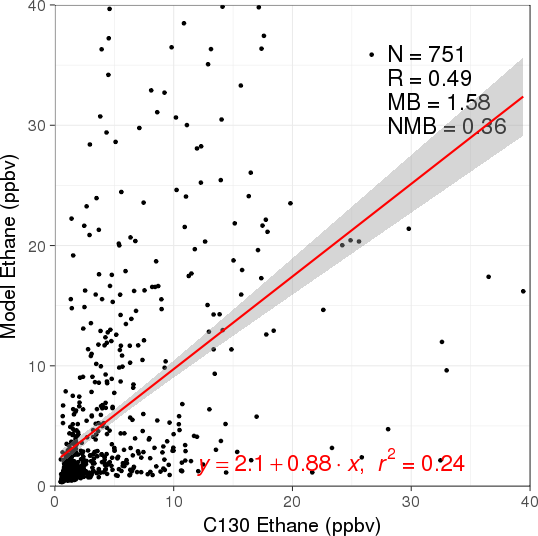 N = 751
R = 0.49
MB = 1.58
NMB = 0.36
40
30
20
10
0
Model Ethane (ppbv)
y = 2.1 + 0.88 · x, r² = 0.24
0 10 20 30 40
C130 Ethane (ppbv)